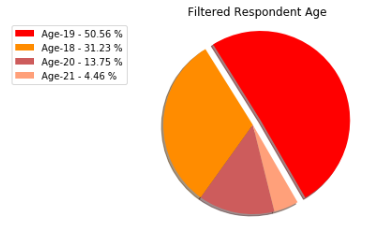 Filtered Respondent Age
Age-19 - 50.56 %
Age-18 - 31.23 %
Age-20 - 13.75 %
Age-21 - 4.46 %